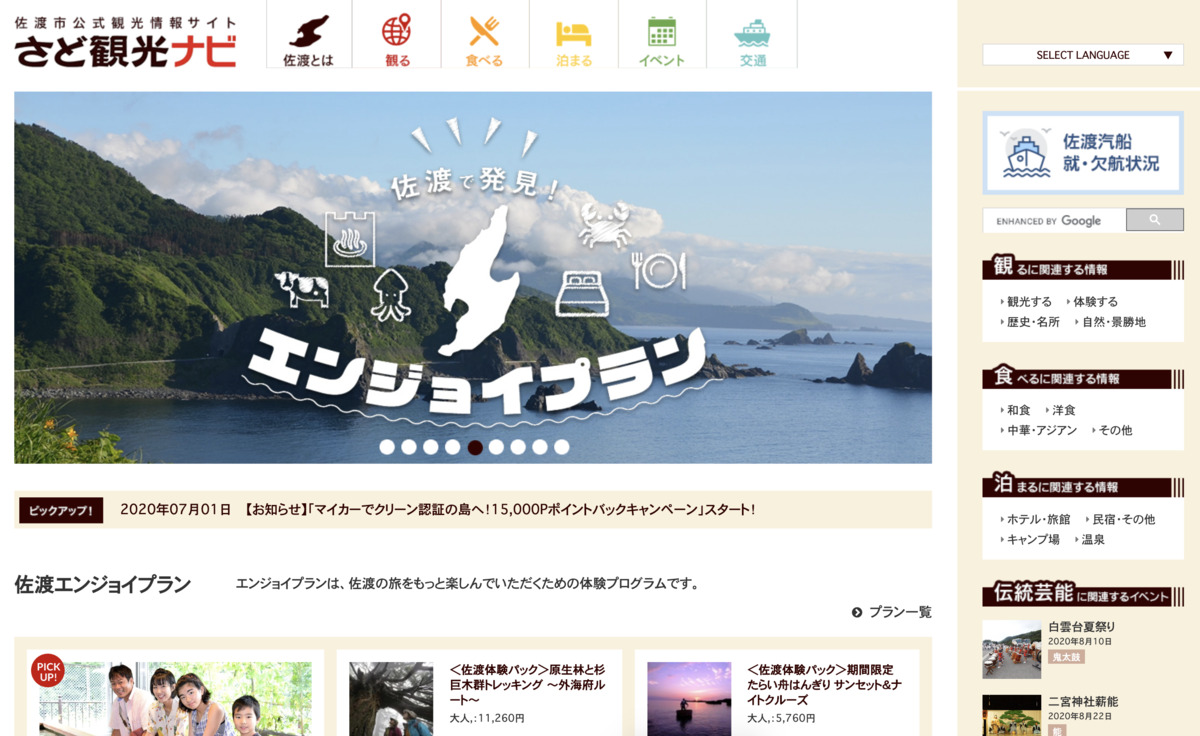 佐渡市公式観光情報サイト
さど観光ナビ
佐渡とは
観る
食べる
泊まる
イベント
交通
SELECT LANGUAGE ▼
佐渡で発見!
エンジョイプラン
佐渡汽船
就・欠航状況
ENHANCED BY Google
観るに関連する情報
観光する 体験する
歴史・名所 自然・景勝地
食べるに関連する情報
和食 洋食
中華・アジアン その他
泊まるに関連する情報
ホテル・旅館 民宿・その他
キャンプ場 温泉
伝統芸能に関連するイベント
白雲台夏祭り
2020年8月10日
鬼太鼓
二宮神社薪能
2020年8月22日
能
ピックアップ! 2020年07月01日 【お知らせ】「マイカーでクリーン認証の島へ!15,000Pポイントバックキャンペーン」スタート!
佐渡エンジョイプラン エンジョイプランは、佐渡の旅をもっと楽しんでいただくための体験プログラムです。
プラン一覧
PICK
UP!
＜佐渡体験パック＞原生林と杉
巨木群トレッキング ～外海府ル
ート～
大人,:11,260円
＜佐渡体験パック＞期間限定
たらい舟はんぎり サンセット&ナ
イトクルーズ
大人,:5,760円